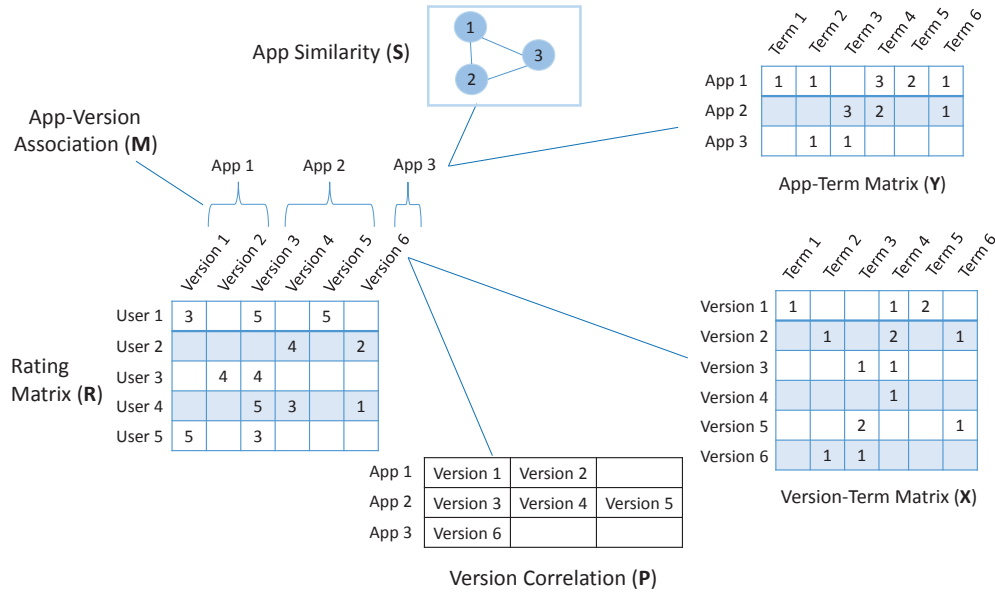 App Similarity (S)
1
2
3
Term 1 Term 2 Term 3 Term 4 Term 5 Term 6
App 1 1 1 3 2 1
App 2 3 2 1
App 3 1 1
App-Term Matrix (Y)
App-Version
Association (M)
App 1 App 2 App 3
Version 1 Version 2 Version 3 Version 4 Version 5 Version 6
Rating
Matrix (R)
User 1 3 5 5
User 2 4 2
User 3 4 4
User 4 5 3 1
User 5 5 3
Term 1 Term 2 Term 3 Term 4 Term 5 Term 6
Version 1 1 1 2
Version 2 1 2 1
Version 3 1 1
Version 4 1
Version 5 2 1
Version 6 1 1
Version-Term Matrix (X)
App 1 Version 1 Version 2
App 2 Version 3 Version 4 Version 5
App 3 Version 6
Version Correlation (P)